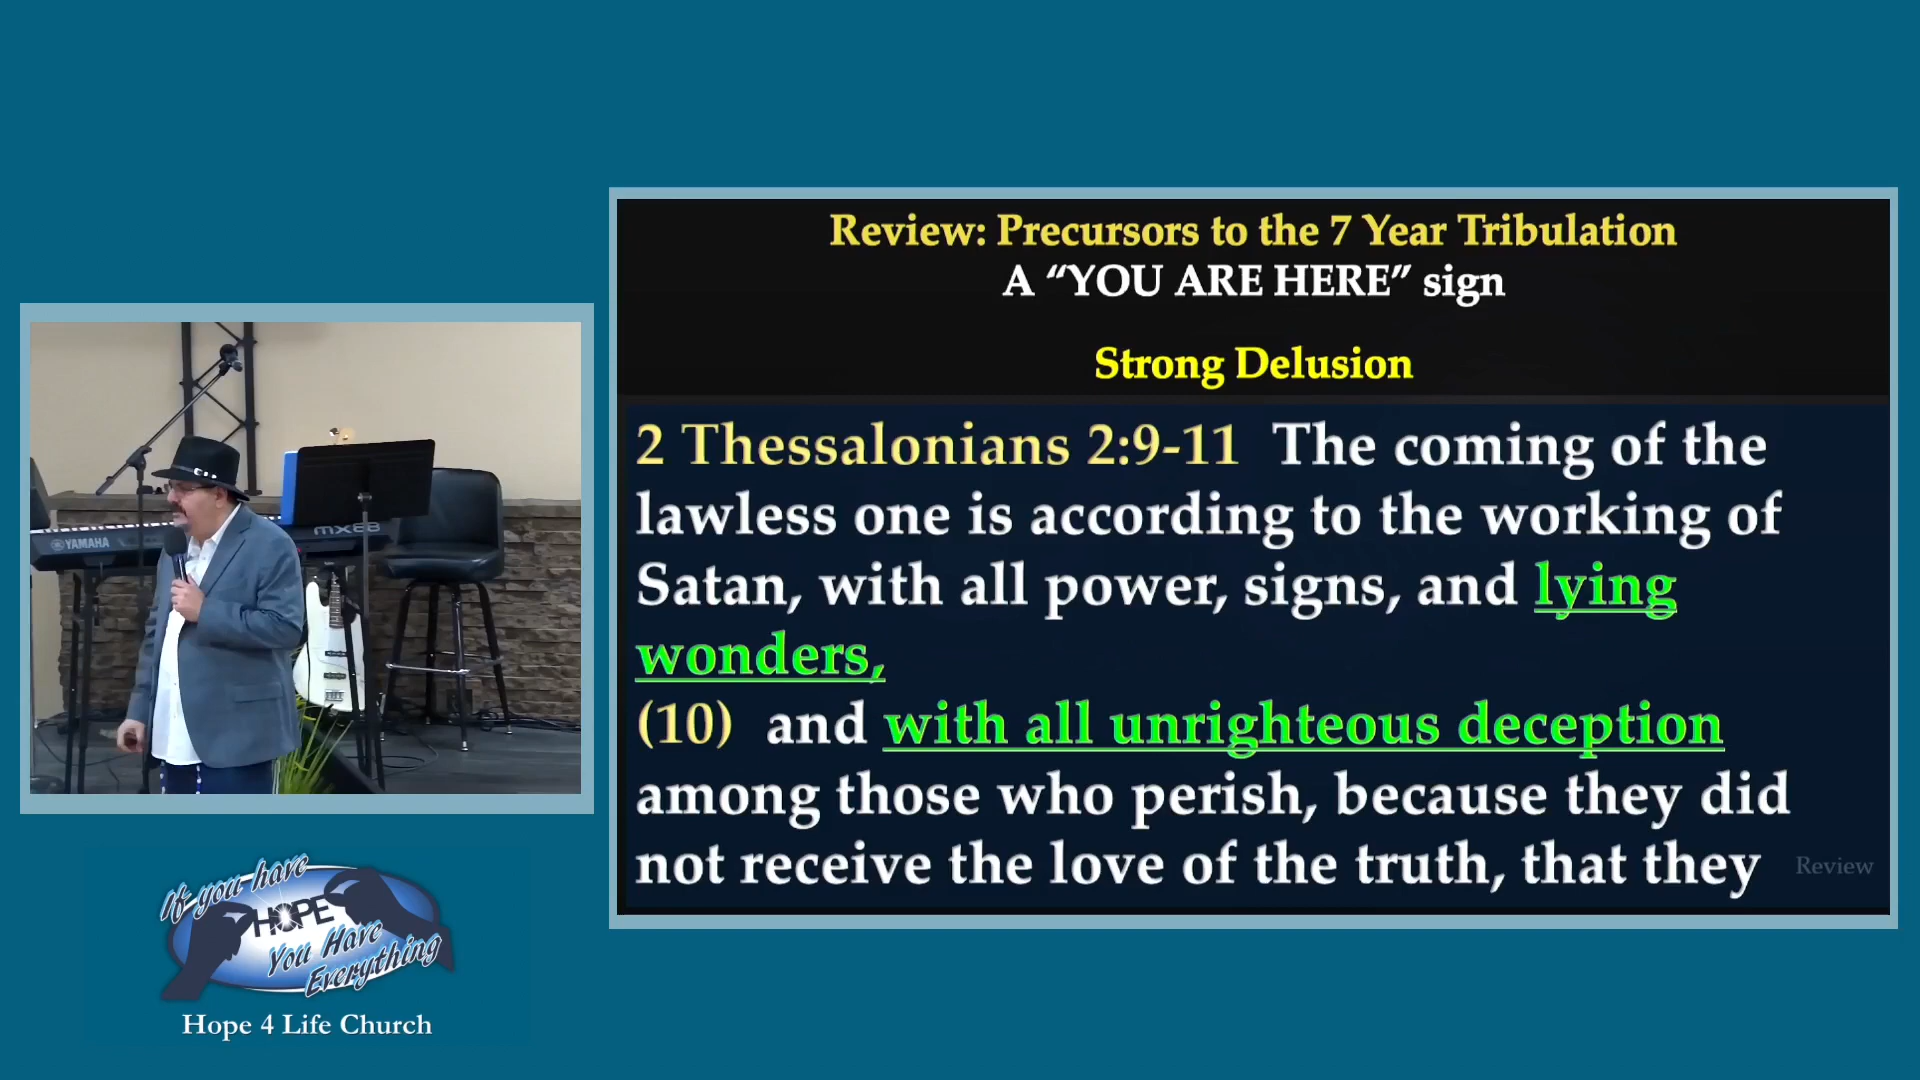 Review: Precursors to the 7 Year Tribulation
A “YOU ARE HERE” sign
Strong Delusion
2 Thessalonians 2:9-11 The coming of the
lawless one is according to the working of
Satan, with all power, signs, and lying
wonders,
(10) and with all unrighteous deception
among those who perish, because they did
not receive the love of the truth, that they
Review
YAMAHA
MX88
If you have
HOPE
You Have
Everything
Hope 4 Life Church